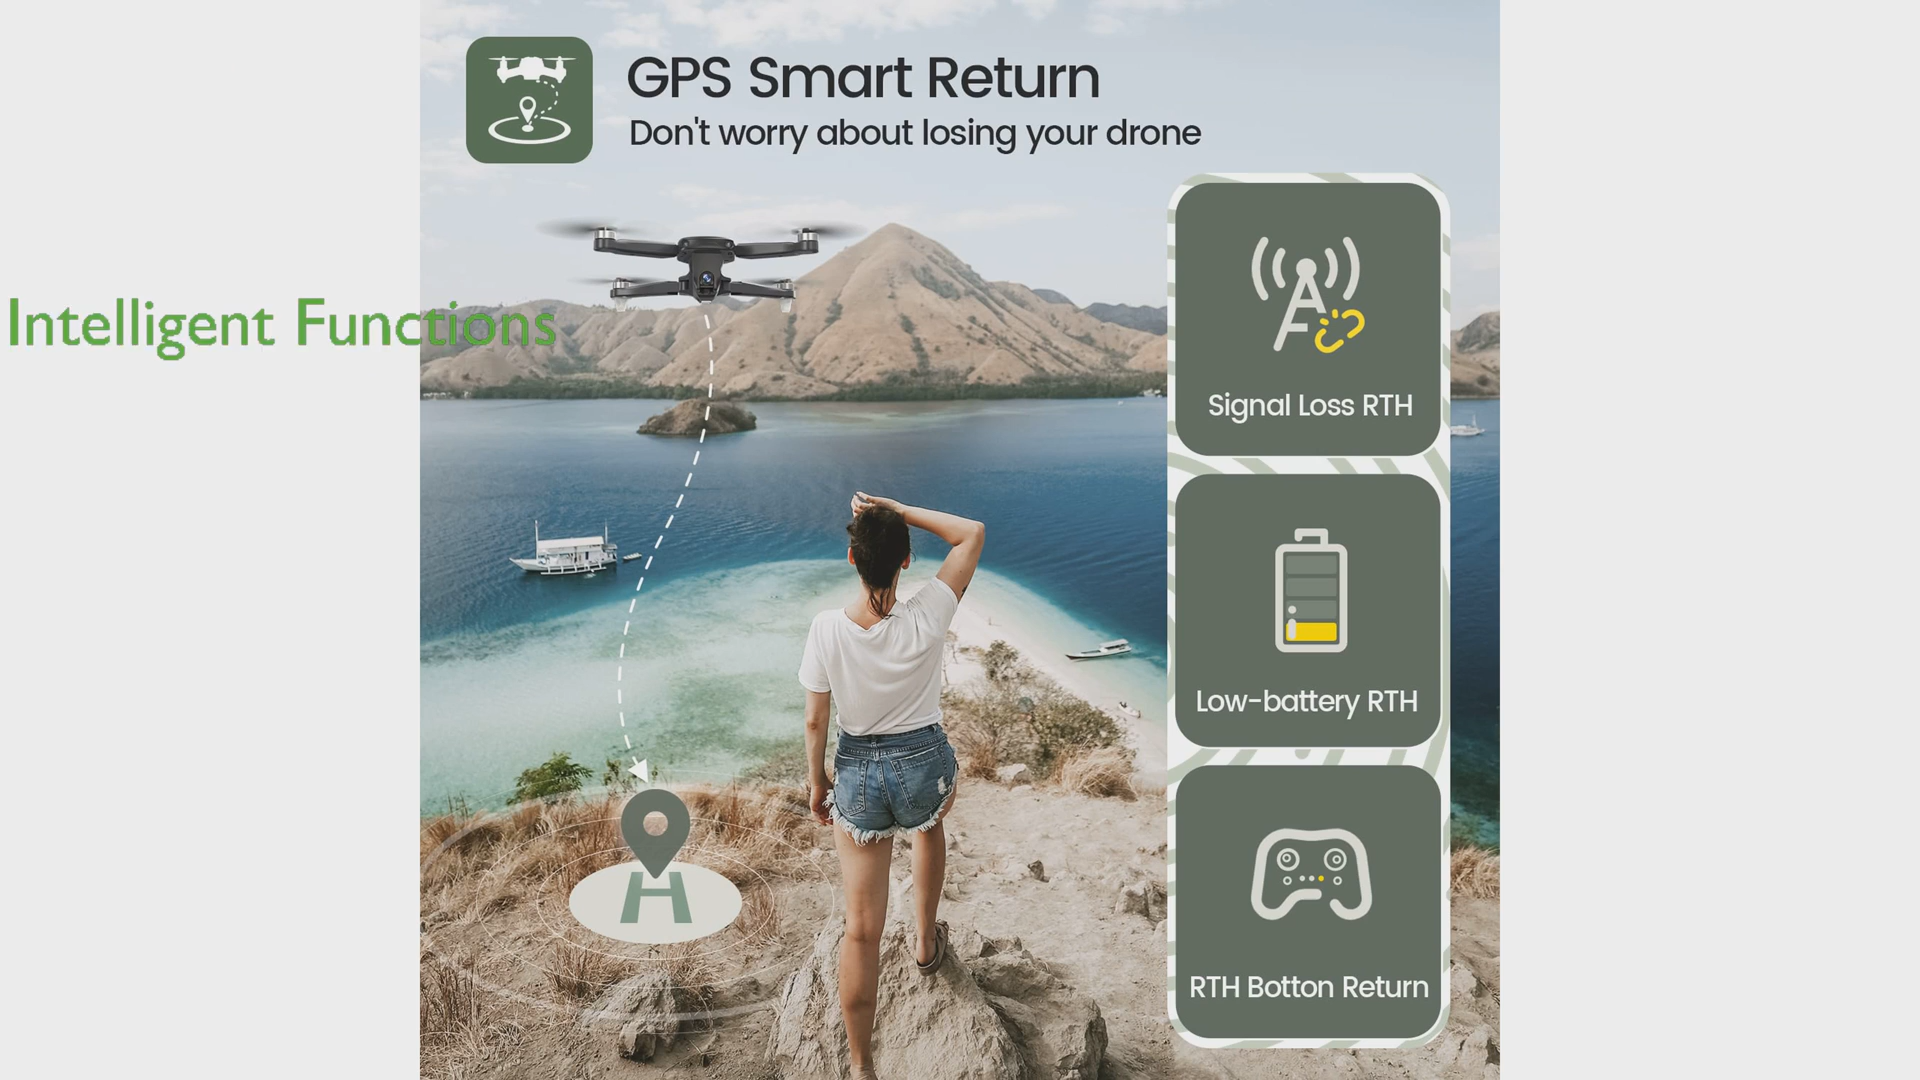 GPS Smart Return
Don't worry about losing your drone
Intelligent Functions
Signal Loss RTH
Low-battery RTH
RTH Botton Return
H